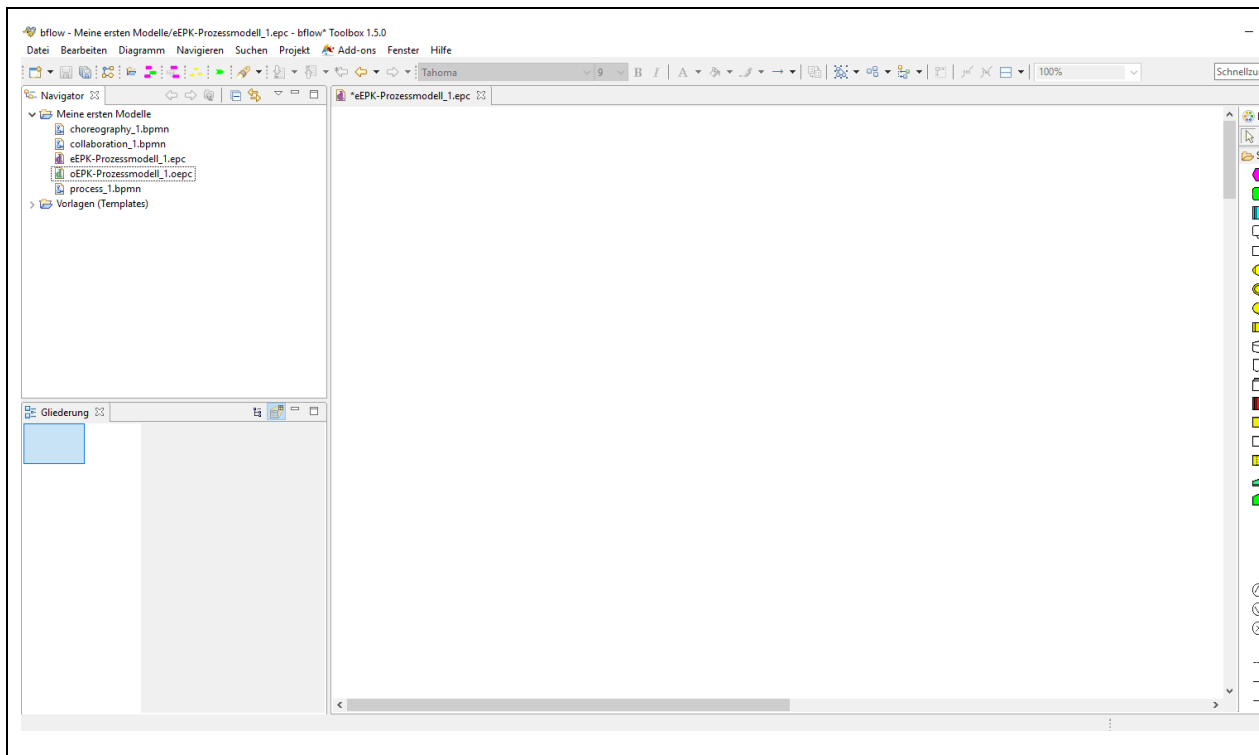 bflow - Meine ersten Modelle/eEPK-Prozessmodell_1.epc - bflow* Toolbox 1.5.0
Datei Bearbeiten Diagramm Navigieren Suchen Projekt Add-ons Fenster Hilfe
Tahoma 9 B I A 100% Schnellzu
Navigator
*eEPK-Prozessmodell_1.epc
Meine ersten Modelle
choreography_1.bpmn
collaboration_1.bpmn
eEPK-Prozessmodell_1.epc
oEPK-Prozessmodell_1.oepc
process_1.bpmn
Vorlagen (Templates)
Gliederung